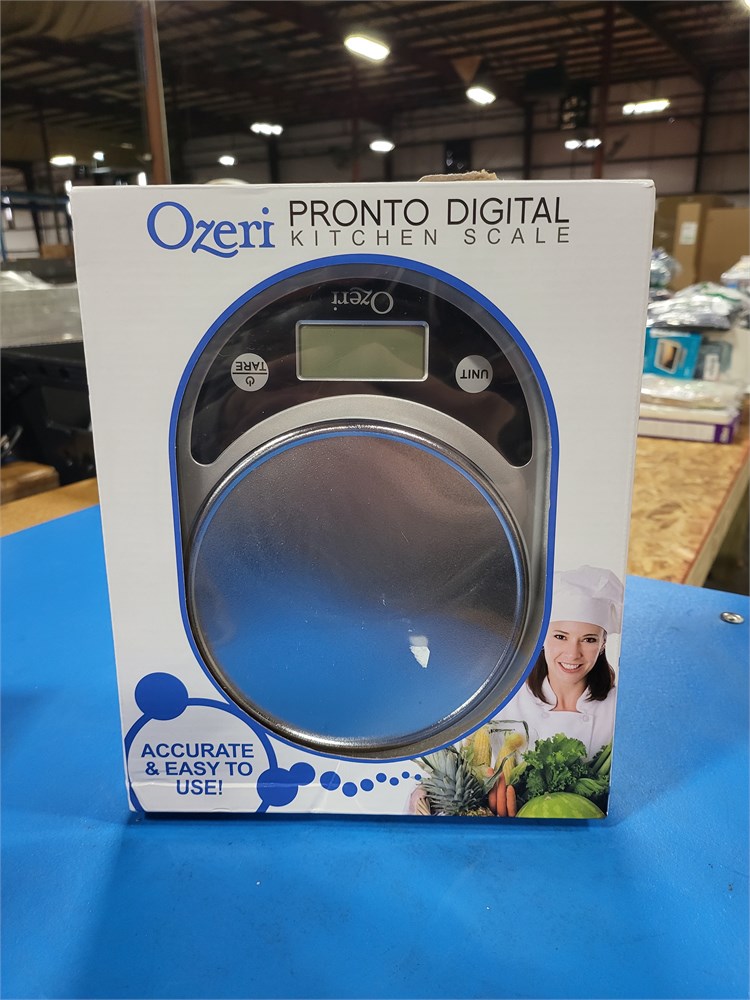 Ozeri PRONTO DIGITAL
KITCHEN SCALE
Ozeri
TARE
UNIT
ACCURATE
& EASY TO
USE!